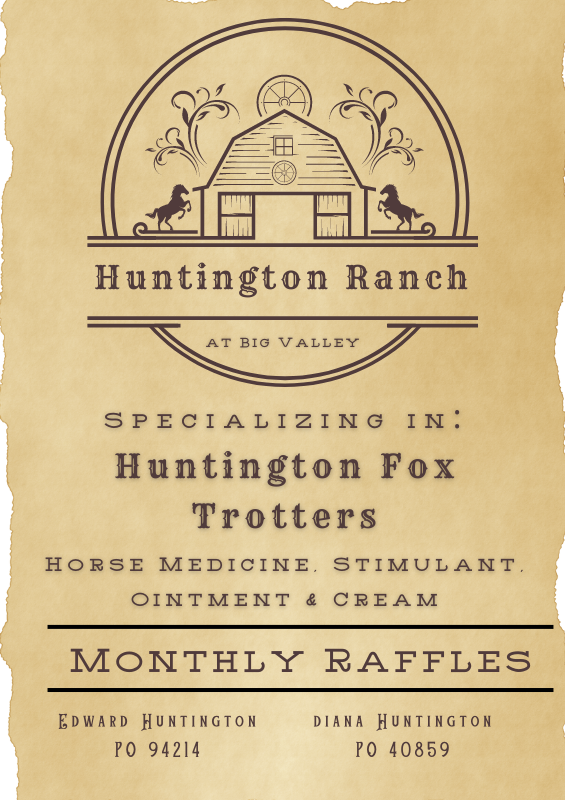 Huntington Ranch
AT BIG VALLEY
SPECIALIZING IN:
Huntington Fox
Trotters
HORSE MEDICINE. STIMULANT.
OINTMENT & CREAM
MONTHLY RAFFLES
EDWARD HUNTINGTON DIANA HUNTINGTON
PO 94214 PO 40859